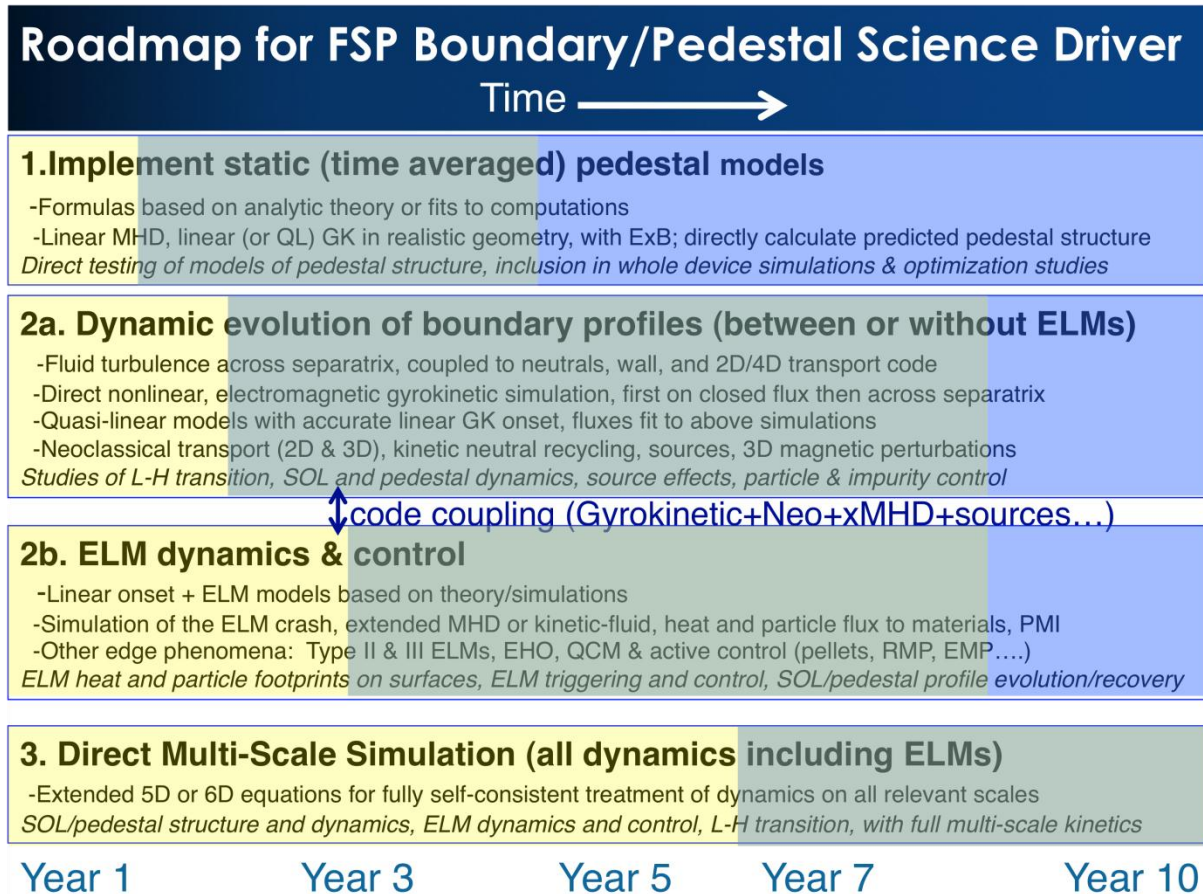 Roadmap for FSP Boundary/Pedestal Science Driver
Time
1.Implement static (time averaged) pedestal models
-Formulas based on analytic theory or fits to computations
-Linear MHD, linear (or QL) GK in realistic geometry, with ExB; directly calculate predicted pedestal structure
Direct testing of models of pedestal structure, inclusion in whole device simulations & optimization studies
2a. Dynamic evolution of boundary profiles (between or without ELMs)
-Fluid turbulence across separatrix, coupled to neutrals, wall, and 2D/4D transport code
-Direct nonlinear, electromagnetic gyrokinetic simulation, first on closed flux then across separatrix
-Quasi-linear models with accurate linear GK onset, fluxes fit to above simulations
-Neoclassical transport (2D & 3D), kinetic neutral recycling, sources, 3D magnetic perturbations
Studies of L-H transition, SOL and pedestal dynamics, source effects, particle & impurity control
code coupling (Gyrokinetic+Neo+xMHD+sources…)
2b. ELM dynamics & control
-Linear onset + ELM models based on theory/simulations
-Simulation of the ELM crash, extended MHD or kinetic-fluid, heat and particle flux to materials, PMI
-Other edge phenomena: Type II & III ELMs, EHO, QCM & active control (pellets, RMP, EMP….)
ELM heat and particle footprints on surfaces, ELM triggering and control, SOL/pedestal profile evolution/recovery
3. Direct Multi-Scale Simulation (all dynamics including ELMs)
-Extended 5D or 6D equations for fully self-consistent treatment of dynamics on all relevant scales
SOL/pedestal structure and dynamics, ELM dynamics and control, L-H transition, with full multi-scale kinetics
Year 1 Year 3 Year 5 Year 7 Year 10